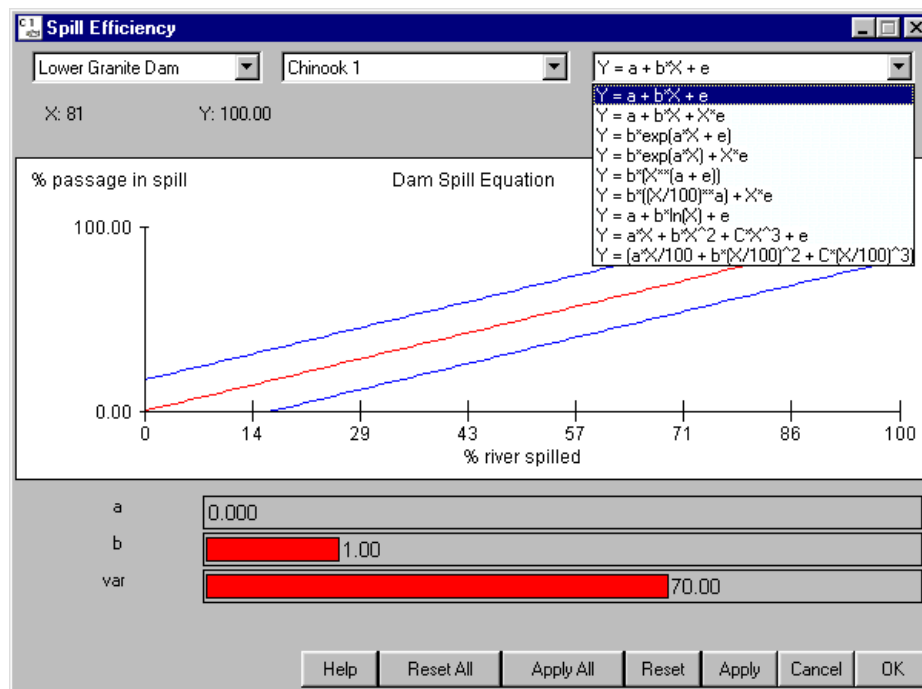 Spill Efficiency
Lower Granite Dam Chinook 1 Y = a + b*X + e
X: 81 Y: 100.00
Y = a + b*X + e
Y = a + b*X + X*e
Y = b*exp(a*X + e)
Y = b*exp(a*X) + X*e
Y = b*(X**(a + e))
Y = b*((X/100)**a) + X*e
Y = a + b*ln(X) + e
Y = a*X + b*X^2 + C*X^3 + e
Y = (a*X/100 + b*(X/100)^2 + C*(X/100)^3)
% passage in spill Dam Spill Equation
100.00
0.00
0 14 29 43 57 71 86 100
% river spilled
a 0.000
b 1.00
var 70.00
Help Reset All Apply All Reset Apply Cancel OK